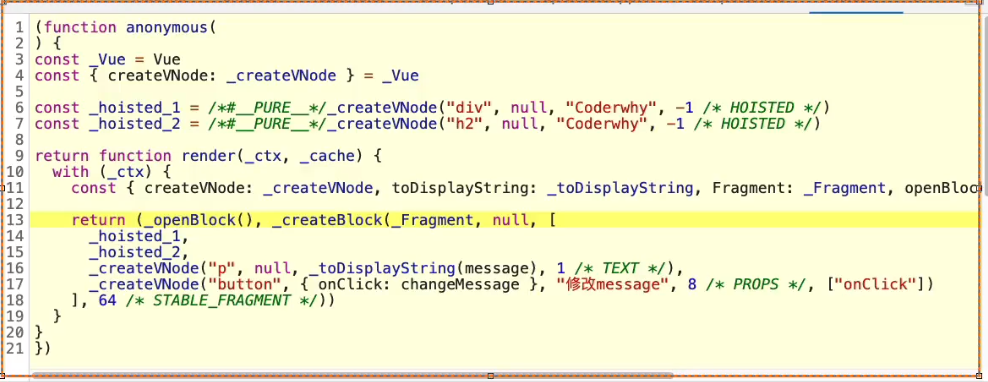 1 (function anonymous(
2 ) {
3 const _Vue = Vue
4 const { createVNode: _createVNode } = _Vue
5
6 const _hoisted_1 = /*#__PURE__*/_createVNode("div", null, "Coderwhy", -1 /* HOISTED */)
7 const _hoisted_2 = /*#__PURE__*/_createVNode("h2", null, "Coderwhy", -1 /* HOISTED */)
8
9 return function render(_ctx, _cache) {
10   with (_ctx) {
11     const { createVNode: _createVNode, toDisplayString: _toDisplayString, Fragment: _Fragment, openBloc
12
13     return (_openBlock(), _createBlock(_Fragment, null, [
14       _hoisted_1,
15       _hoisted_2,
16       _createVNode("p", null, _toDisplayString(message), 1 /* TEXT */),
17       _createVNode("button", { onClick: changeMessage }, "修改message", 8 /* PROPS */, ["onClick"])
18     ], 64 /* STABLE_FRAGMENT */))
19   }
20 }
21 })